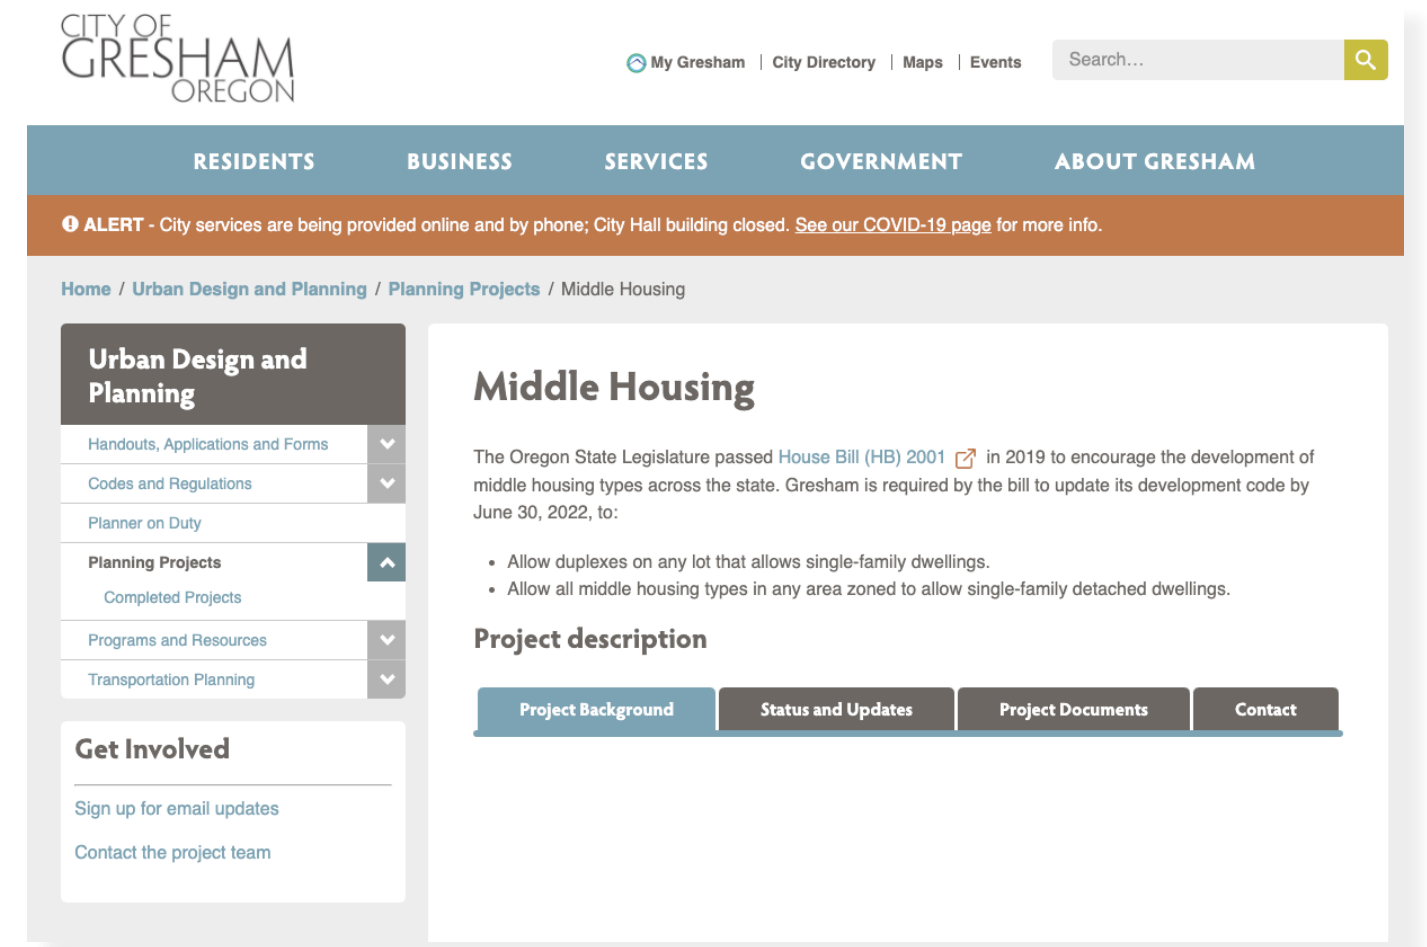 CITY OF
GRESHAM
OREGON
My Gresham | City Directory | Maps | Events
Search...
RESIDENTS BUSINESS SERVICES GOVERNMENT ABOUT GRESHAM
ALERT - City services are being provided online and by phone; City Hall building closed. See our COVID-19 page for more info.
Home / Urban Design and Planning / Planning Projects / Middle Housing
Urban Design and
Planning
Handouts, Applications and Forms
Codes and Regulations
Planner on Duty
Planning Projects
Completed Projects
Programs and Resources
Transportation Planning
Get Involved
Sign up for email updates
Contact the project team
Middle Housing
The Oregon State Legislature passed House Bill (HB) 2001 in 2019 to encourage the development of
middle housing types across the state. Gresham is required by the bill to update its development code by
June 30, 2022, to:
• Allow duplexes on any lot that allows single-family dwellings.
• Allow all middle housing types in any area zoned to allow single-family detached dwellings.
Project description
Project Background Status and Updates Project Documents Contact